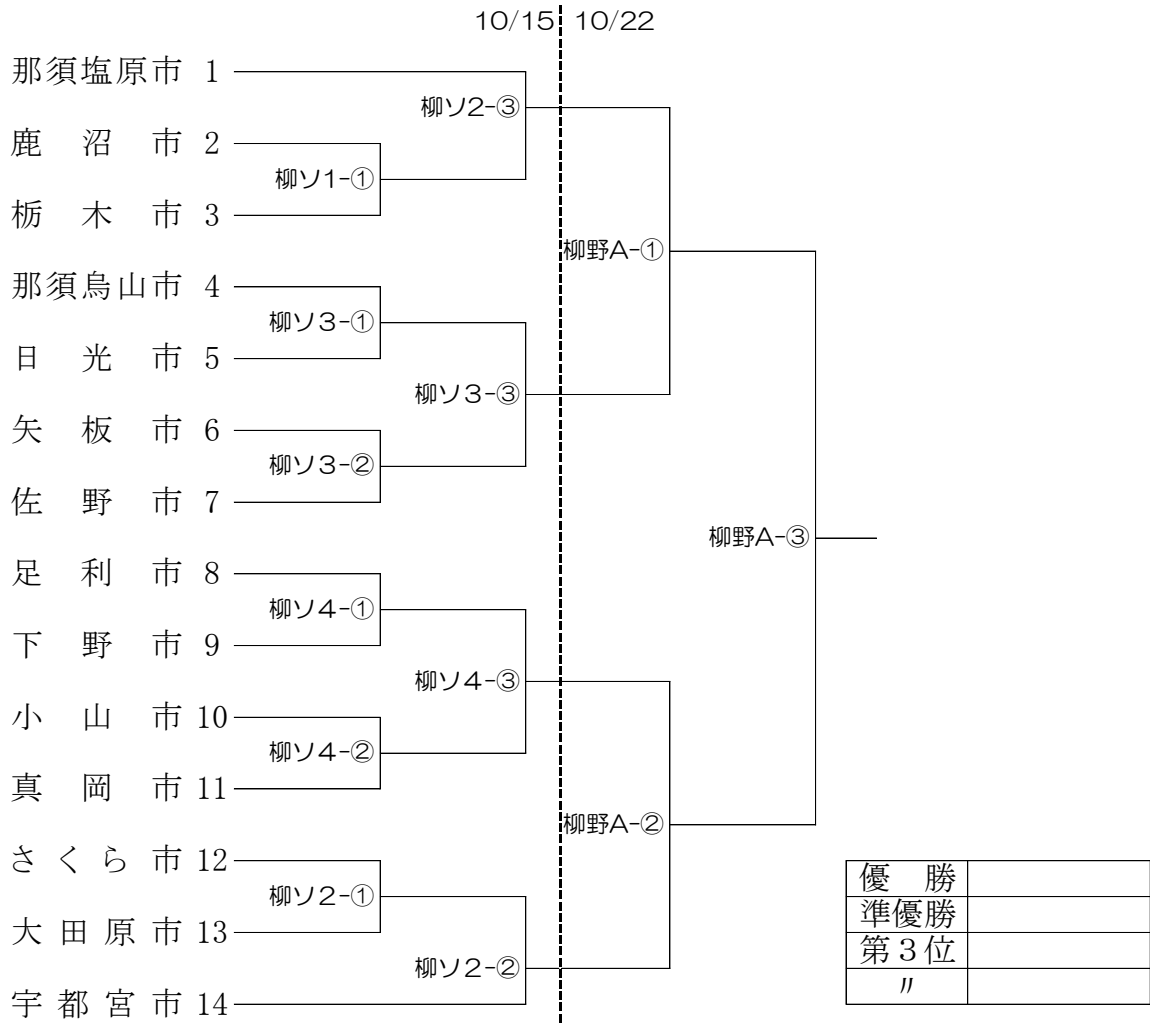 10/15 10/22
那須塩原市 1
柳ソ2-③
鹿沼市 2
柳ソ1-①
栃木市 3
柳野A-①
那須烏山市 4
柳ソ3-①
日光市 5
柳ソ3-③
矢板市 6
柳ソ3-②
佐野市 7
柳野A-③
足利市 8
柳ソ4-①
下野市 9
柳ソ4-③
小山市 10
柳ソ4-②
真岡市 11
柳野A-②
さくら市 12
柳ソ2-①
大田原市 13
柳ソ2-②
宇都宮市 14
優勝
準優勝
第3位
〃